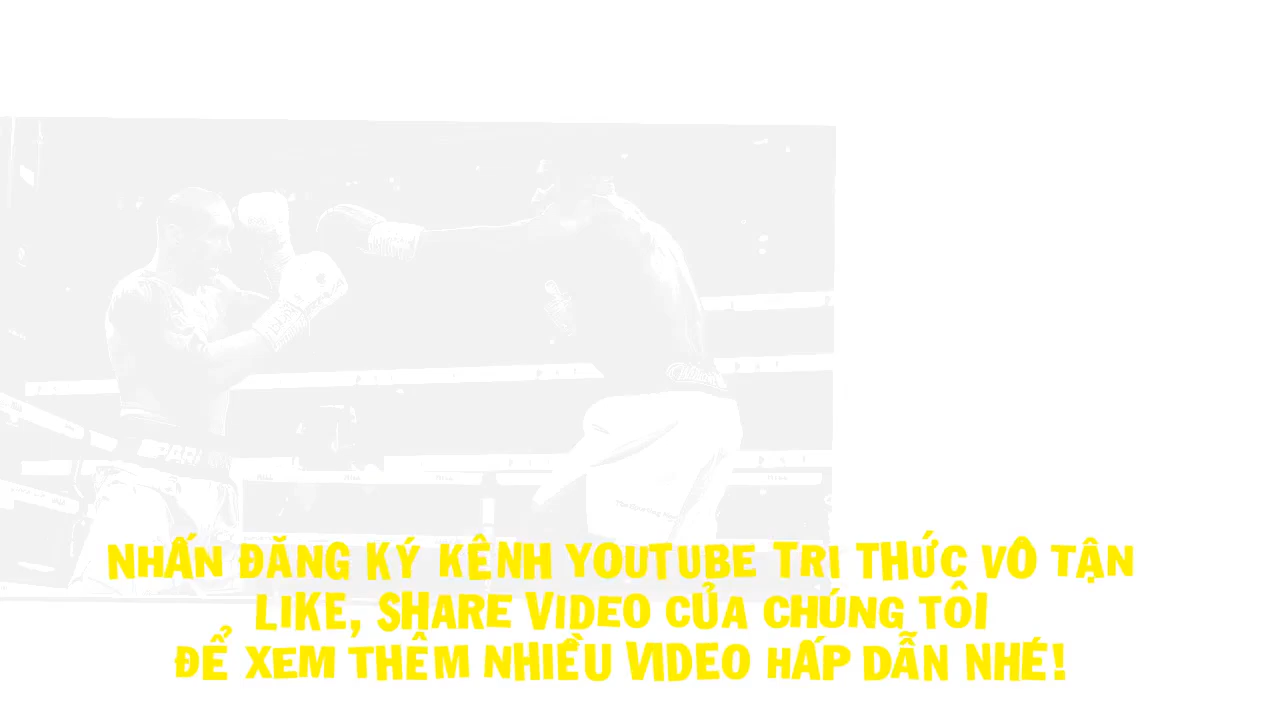 PARI
NHẤN ĐĂNG KÝ KÊNH YOUTUBE TRI THỨC VÔ TẬN
LIKE, SHARE VIDEO CỦA CHÚNG TÔI
ĐỂ XEM THÊM NHIỀU VIDEO HẤP DẪN NHÉ!